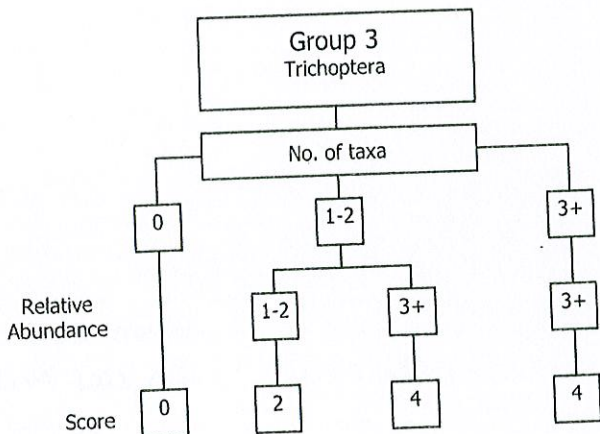 Group 3
Trichoptera
No. of taxa
0
1-2
3+
Relative
Abundance
1-2
3+
3+
Score
0
2
4
4